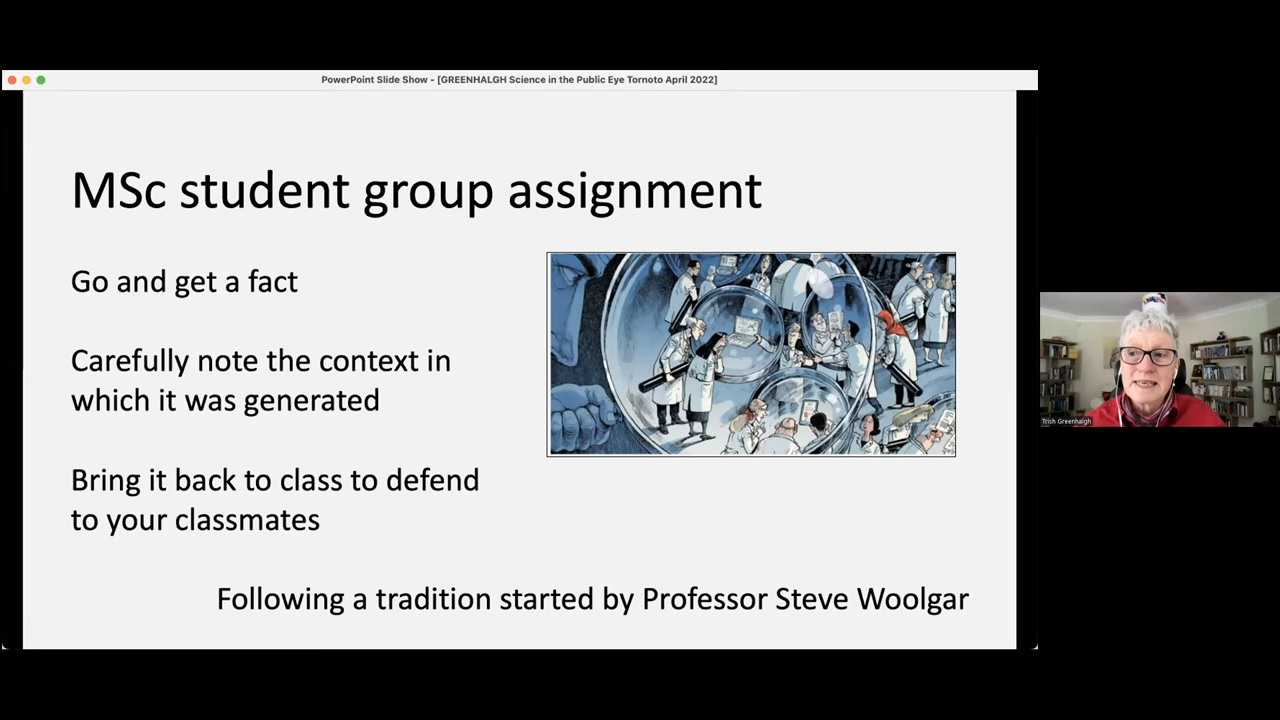 PowerPoint Slide Show - [GREENHALGH Science in the Public Eye Tornoto April 2022]
MSc student group assignment
Go and get a fact
Carefully note the context in
which it was generated
Bring it back to class to defend
to your classmates
Following a tradition started by Professor Steve Woolgar
Trish Greenhalgh